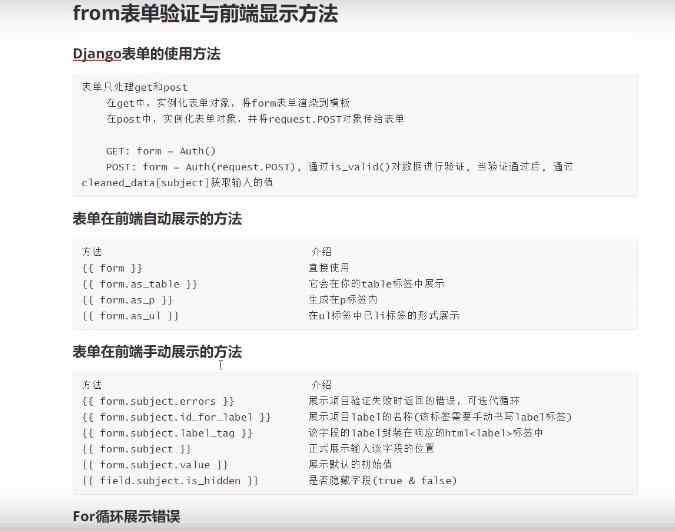 from表单验证与前端显示方法
Django表单的使用方法
表单只处理get和post
在get中，实例化表单对象，将form表单渲染到模板
在post中，实例化表单对象，并将request.POST对象传给表单
GET: form = Auth()
POST: form = Auth(request.POST)，通过is_valid()对数据进行验证，当验证通过后，通过
cleaned_data[subject]获取输入的值
表单在前端自动展示的方法
方法 介绍
{{ form }} 直接使用
{{ form.as_table }} 它会在你的table标签中展示
{{ form.as_p }} 生成在p标签内
{{ form.as_ul }} 在ul标签中已li标签的形式展示
表单在前端手动展示的方法
方法 介绍
{{ form.subject.errors }} 展示项目验证失败时返回的错误，可迭代循环
{{ form.subject.id_for_label }} 展示项目label的名称(该标签需要手动书写label标签)
{{ form.subject.label_tag }} 该字段的label封装在响应的html<label>标签中
{{ form.subject }} 正式展示输入该字段的位置
{{ form.subject.value }} 展示默认的初始值
{{ field.subject.is_hidden }} 是否隐藏字段(true & false)
For循环展示错误